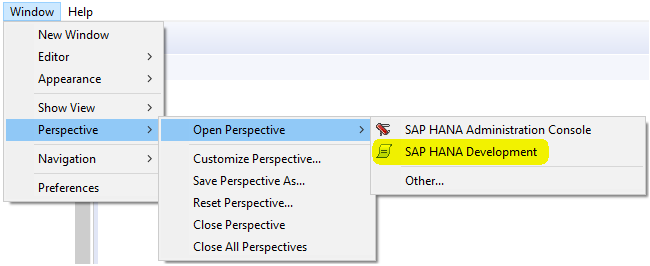 Window Help
New Window
Editor
Appearance
Show View
Perspective
Navigation
Preferences
Open Perspective
Customize Perspective...
Save Perspective As...
Reset Perspective...
Close Perspective
Close All Perspectives
SAP HANA Administration Console
SAP HANA Development
Other...